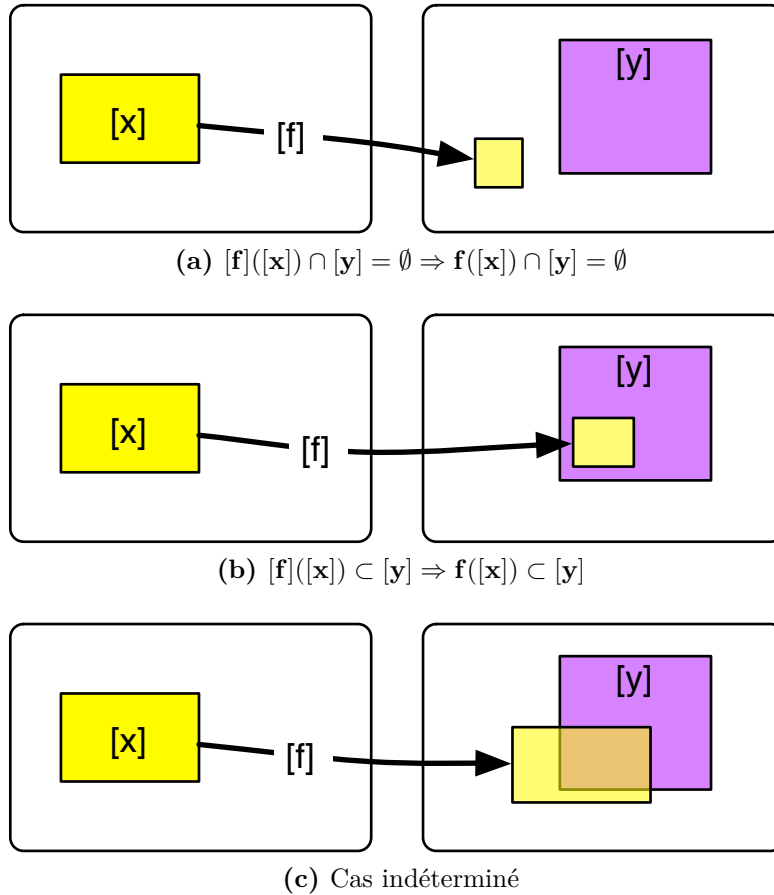 [y]
[x]
[f]
(a) [f]([x]) ∩ [y] = ∅ ⇒ f([x]) ∩ [y] = ∅
[y]
[x]
[f]
(b) [f]([x]) ⊂ [y] ⇒ f([x]) ⊂ [y]
[y]
[x]
[f]
(c) Cas indéterminé